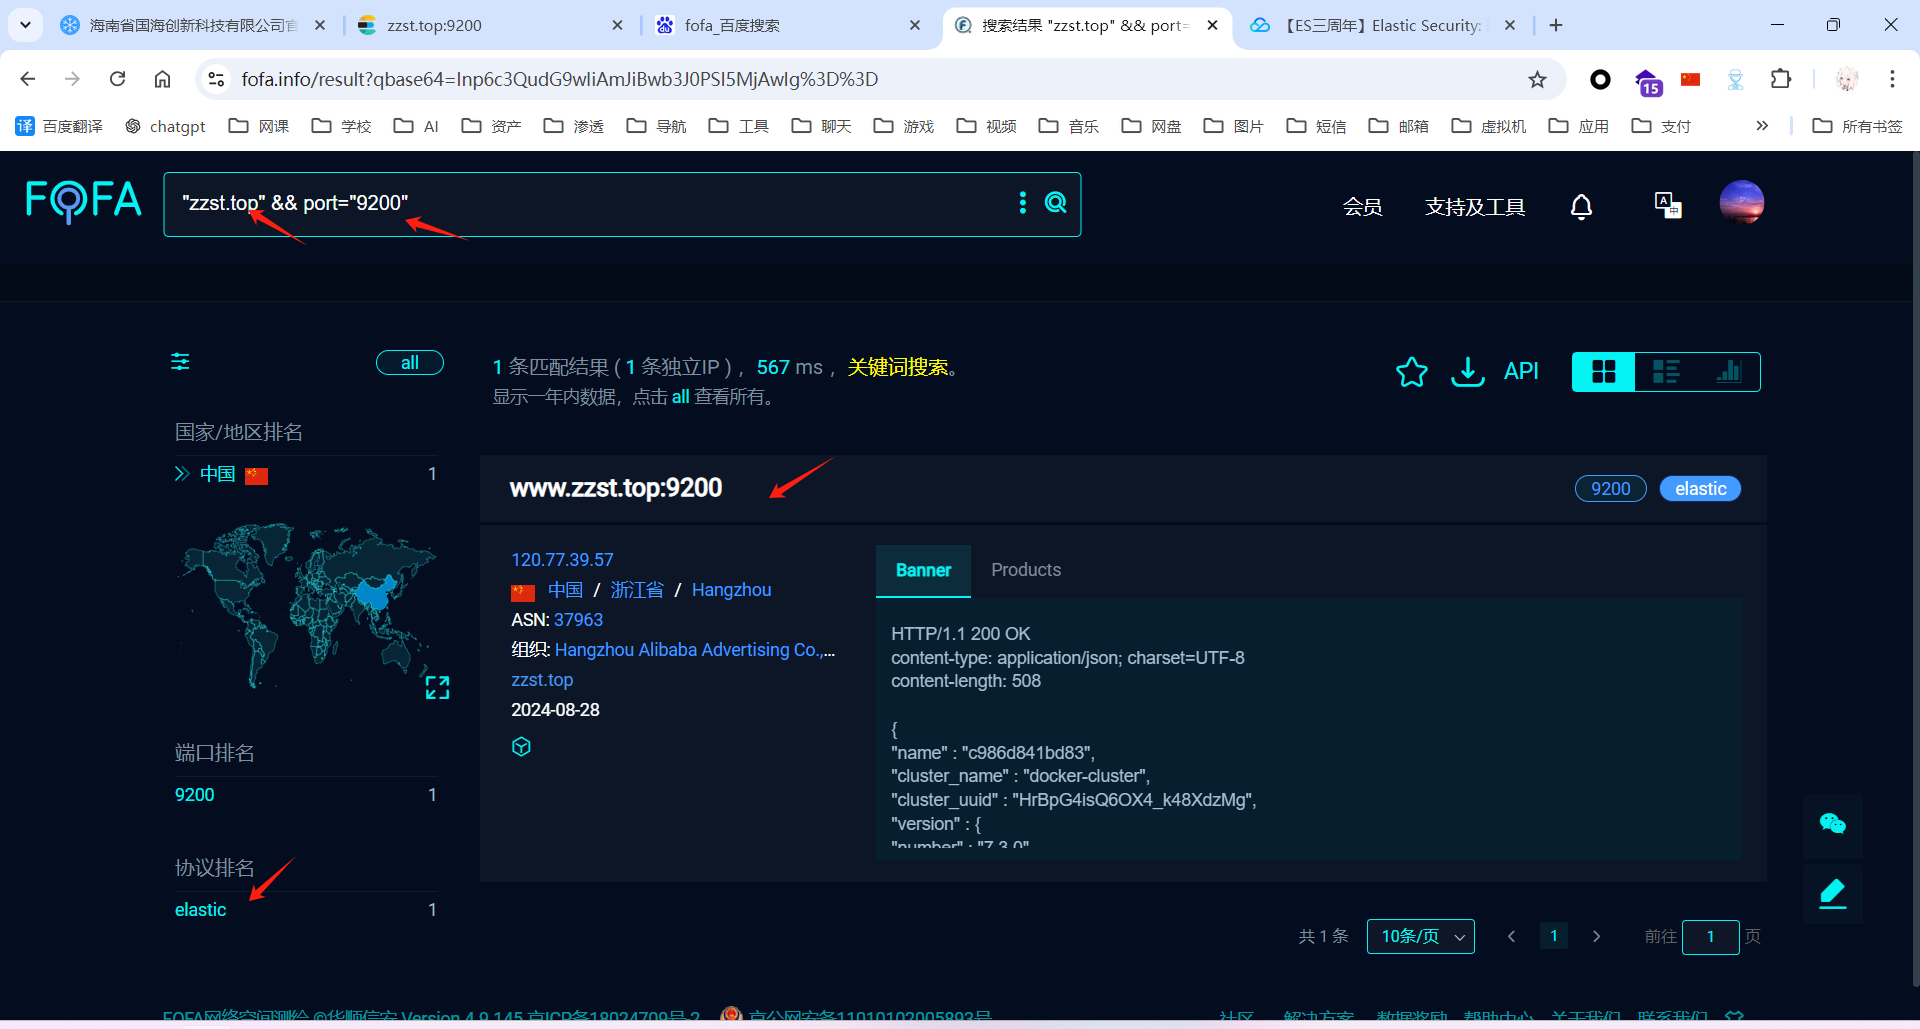 海南省国海创新科技有限公司官
zzst.top:9200
fofa_百度搜索
搜索结果 "zzst.top" && port=
【ES三周年】Elastic Security:
fofa.info/result?qbase64=Inp6c3QudG9wIiAmJiBwb3J0PSI5MjAwIg%3D%3D
15
译 百度翻译
chatgpt
网课
学校
AI
资产
渗透
导航
工具
聊天
游戏
视频
音乐
网盘
图片
短信
邮箱
虚拟机
应用
支付
所有书签
FOFA
"zzst.top" && port="9200"
会员
支持及工具
A 中
all
1 条匹配结果 ( 1 条独立IP ) ，567 ms ，关键词搜索。
显示一年内数据，点击 all 查看所有。
API
国家/地区排名
中国 1
端口排名
9200 1
协议排名
elastic 1
www.zzst.top:9200
9200
elastic
120.77.39.57
中国 / 浙江省 / Hangzhou
ASN: 37963
组织: Hangzhou Alibaba Advertising Co.,...
zzst.top
2024-08-28
Banner
Products
HTTP/1.1 200 OK
content-type: application/json; charset=UTF-8
content-length: 508
{
"name" : "c986d841bd83",
"cluster_name" : "docker-cluster",
"cluster_uuid" : "HrBpG4isQ6OX4_k48XdzMg",
"version" : {
"number" : "7.3.0"
共 1 条
10条/页
1
前往 1 页
FOFA网络空间测绘 ©华顺信安 Version 4.9.145 京ICP备18024709号-2
京公网安备11010102005893号
社区
解决方案
数据奖励
帮助中心
关于我们
联系我们